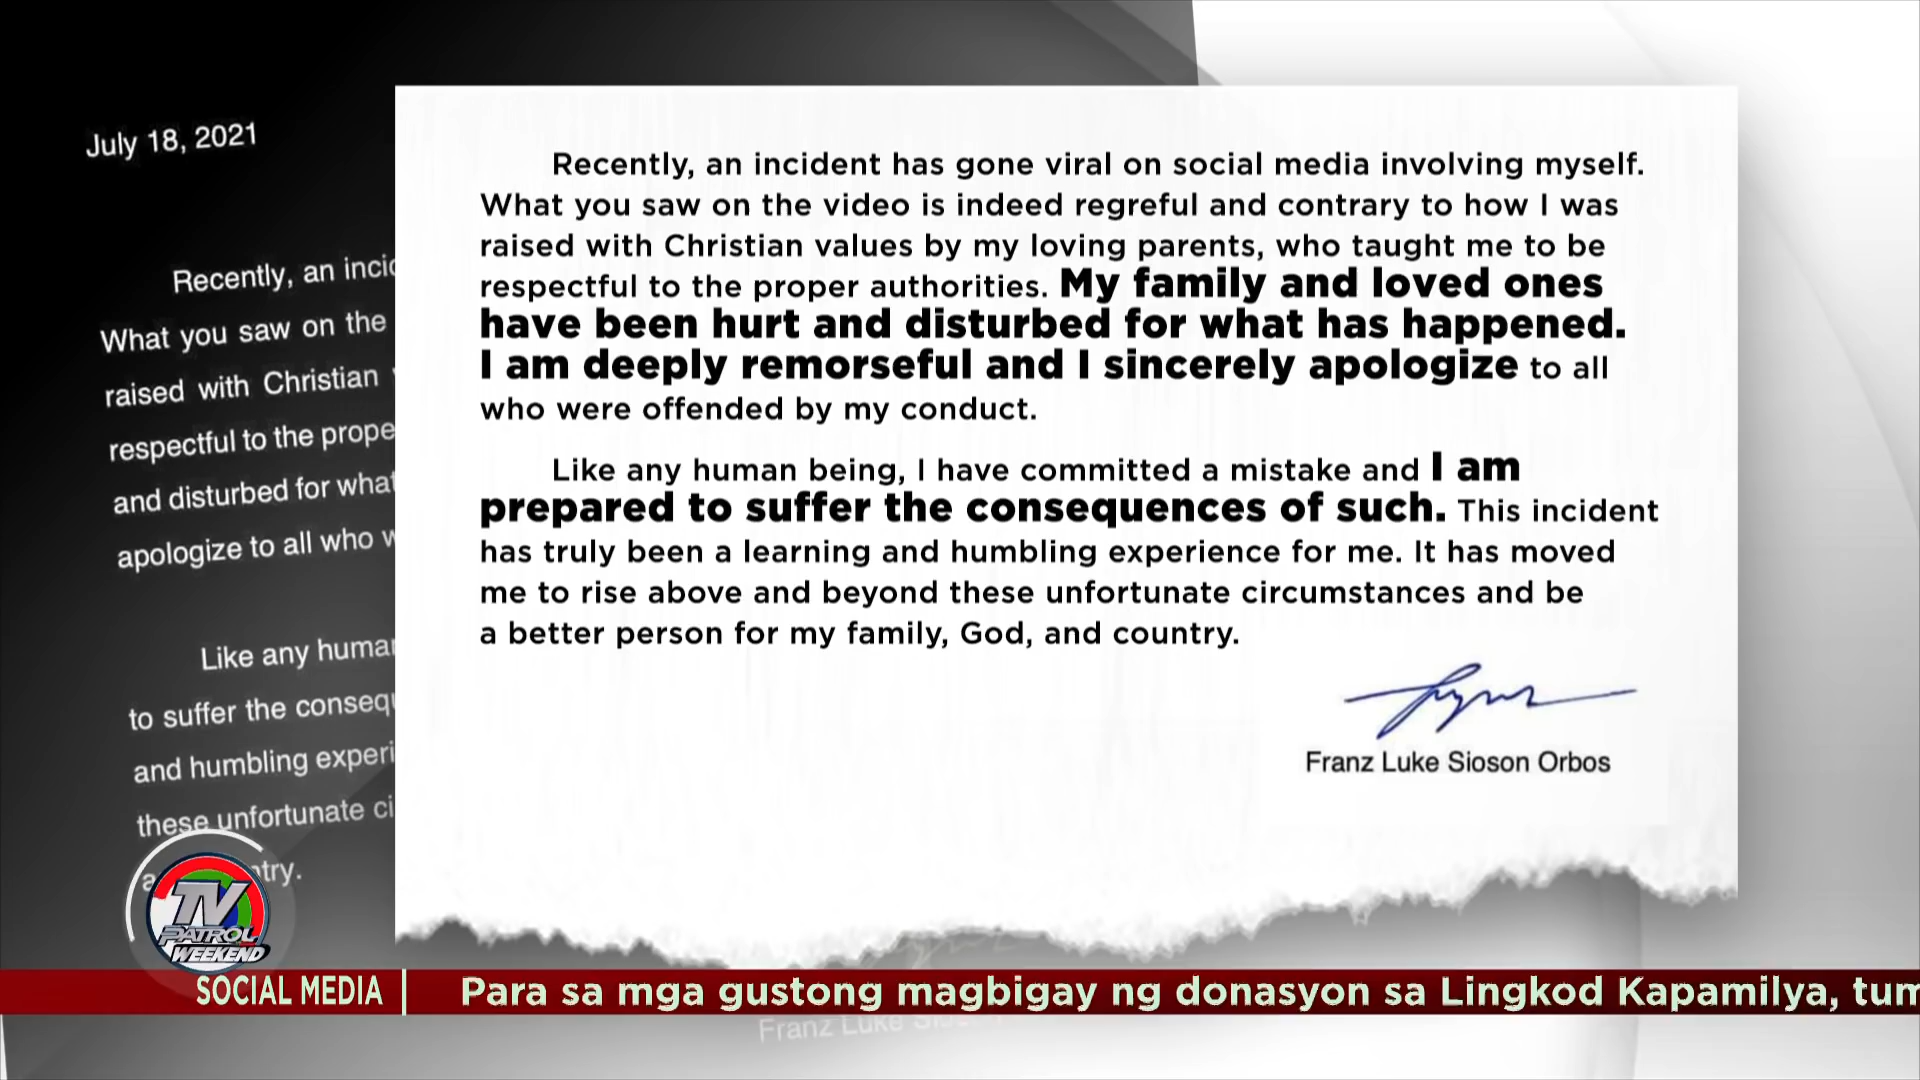 July 18, 2021
Recently, an incid
What you saw on the
raised with Christian
respectful to the prope
and disturbed for what
apologize to all who w
Like any human
to suffer the consequ
and humbling experi
these unfortunate ci
a try.
Recently, an incident has gone viral on social media involving myself.
What you saw on the video is indeed regreful and contrary to how I was
raised with Christian values by my loving parents, who taught me to be
respectful to the proper authorities. My family and loved ones
have been hurt and disturbed for what has happened.
I am deeply remorseful and I sincerely apologize to all
who were offended by my conduct.
Like any human being, I have committed a mistake and I am
prepared to suffer the consequences of such. This incident
has truly been a learning and humbling experience for me. It has moved
me to rise above and beyond these unfortunate circumstances and be
a better person for my family, God, and country.
Franz Luke Sioson Orbos
TV
PATROL
WEEKEND
SOCIAL MEDIA | Para sa mga gustong magbigay ng donasyon sa Lingkod Kapamilya, tum
Franz Luke